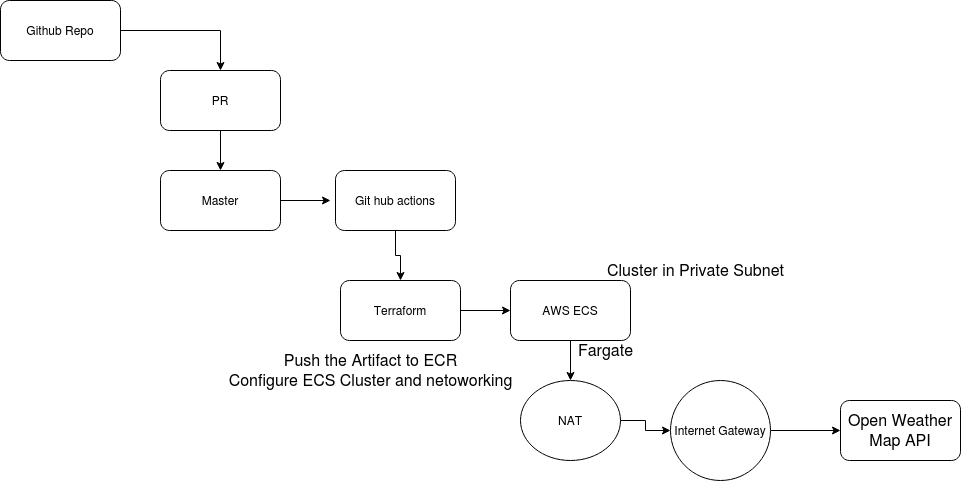 Github Repo
PR
Master
Git hub actions
Cluster in Private Subnet
Terraform
AWS ECS
Fargate
Push the Artifact to ECR
Configure ECS Cluster and netoworking
NAT
Internet Gateway
Open Weather
Map API